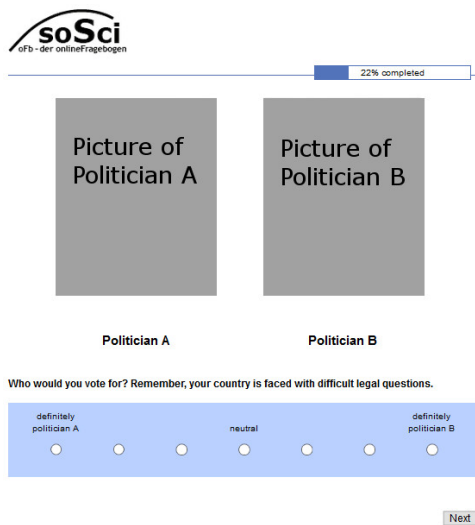 soSci
oFb - der onlineFragebogen
22% completed
Picture of
Politician A
Picture of
Politician B
Politician A
Politician B
Who would you vote for? Remember, your country is faced with difficult legal questions.
definitely
politician A
neutral
definitely
politician B
Next